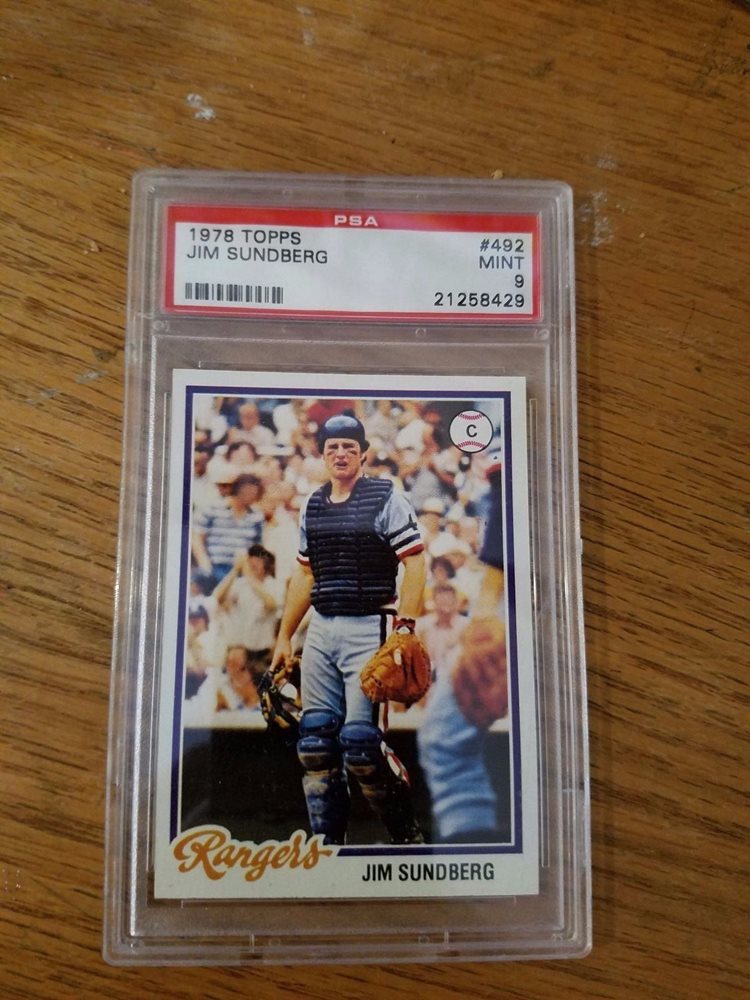 PSA
1978 TOPPS #492
JIM SUNDBERG MINT
9
21258429
C
Rangers
JIM SUNDBERG